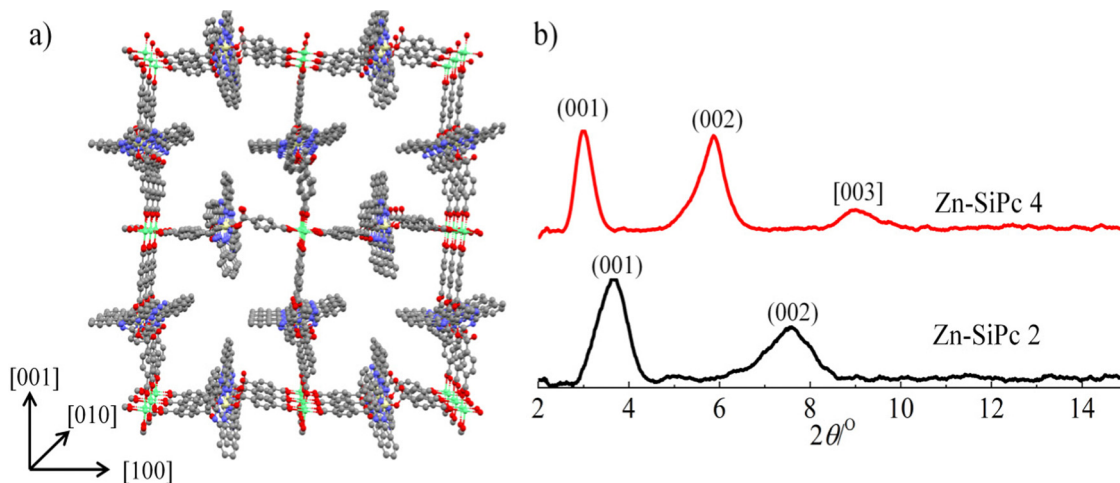 a)
[001]
[010]
[100]
b)
(001)
(002)
[003]
Zn-SiPc 4
(001)
(002)
Zn-SiPc 2
2 4 6 8 10 12 14
2θ/°